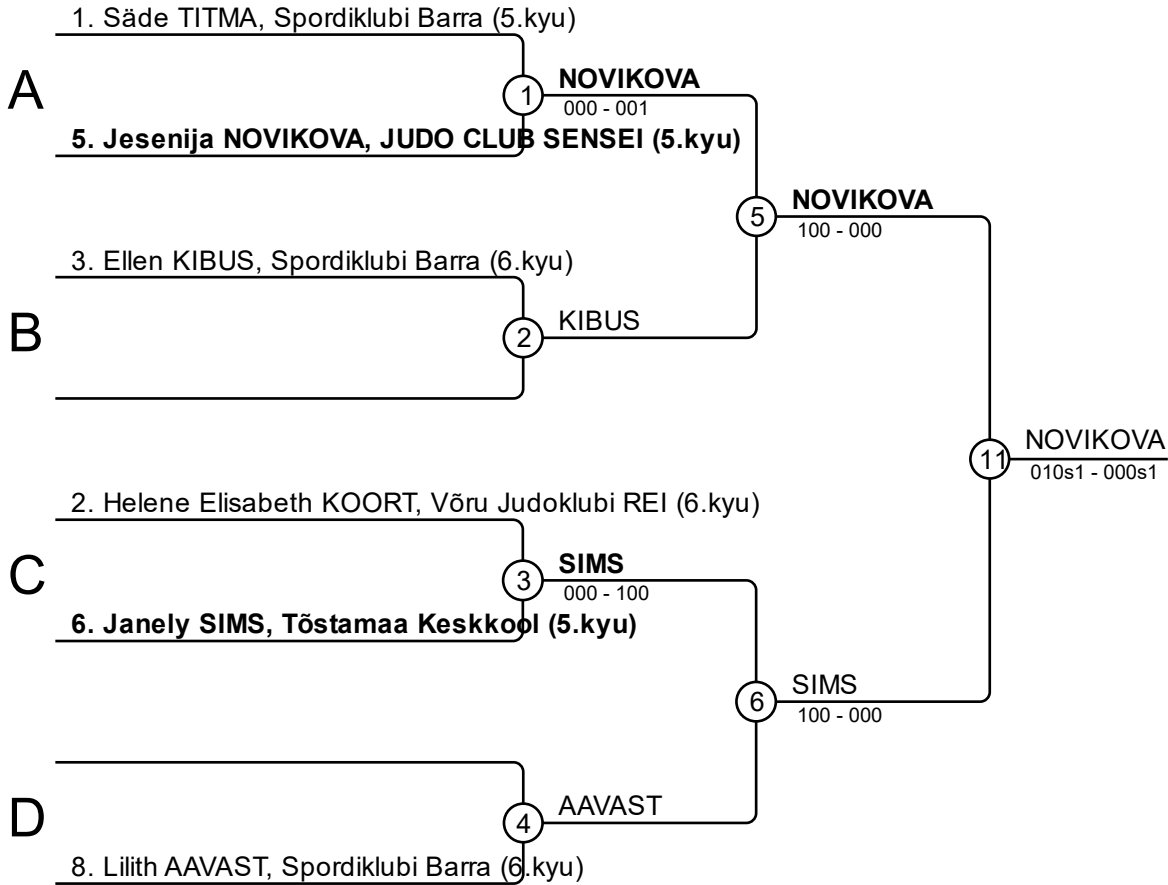 1. Säde TITMA, Spordiklubi Barra (5.kyu)
A
1
NOVIKOVA
000 - 001
5. Jesenija NOVIKOVA, JUDO CLUB SENSEI (5.kyu)
5
NOVIKOVA
100 - 000
3. Ellen KIBUS, Spordiklubi Barra (6.kyu)
B
2
KIBUS
11
NOVIKOVA
010s1 - 000s1
2. Helene Elisabeth KOORT, Võru Judoklubi REI (6.kyu)
C
3
SIMS
000 - 100
6. Janely SIMS, Tõstamaa Keskkool (5.kyu)
6
SIMS
100 - 000
D
4
AAVAST
8. Lilith AAVAST, Spordiklubi Barra (6.kyu)